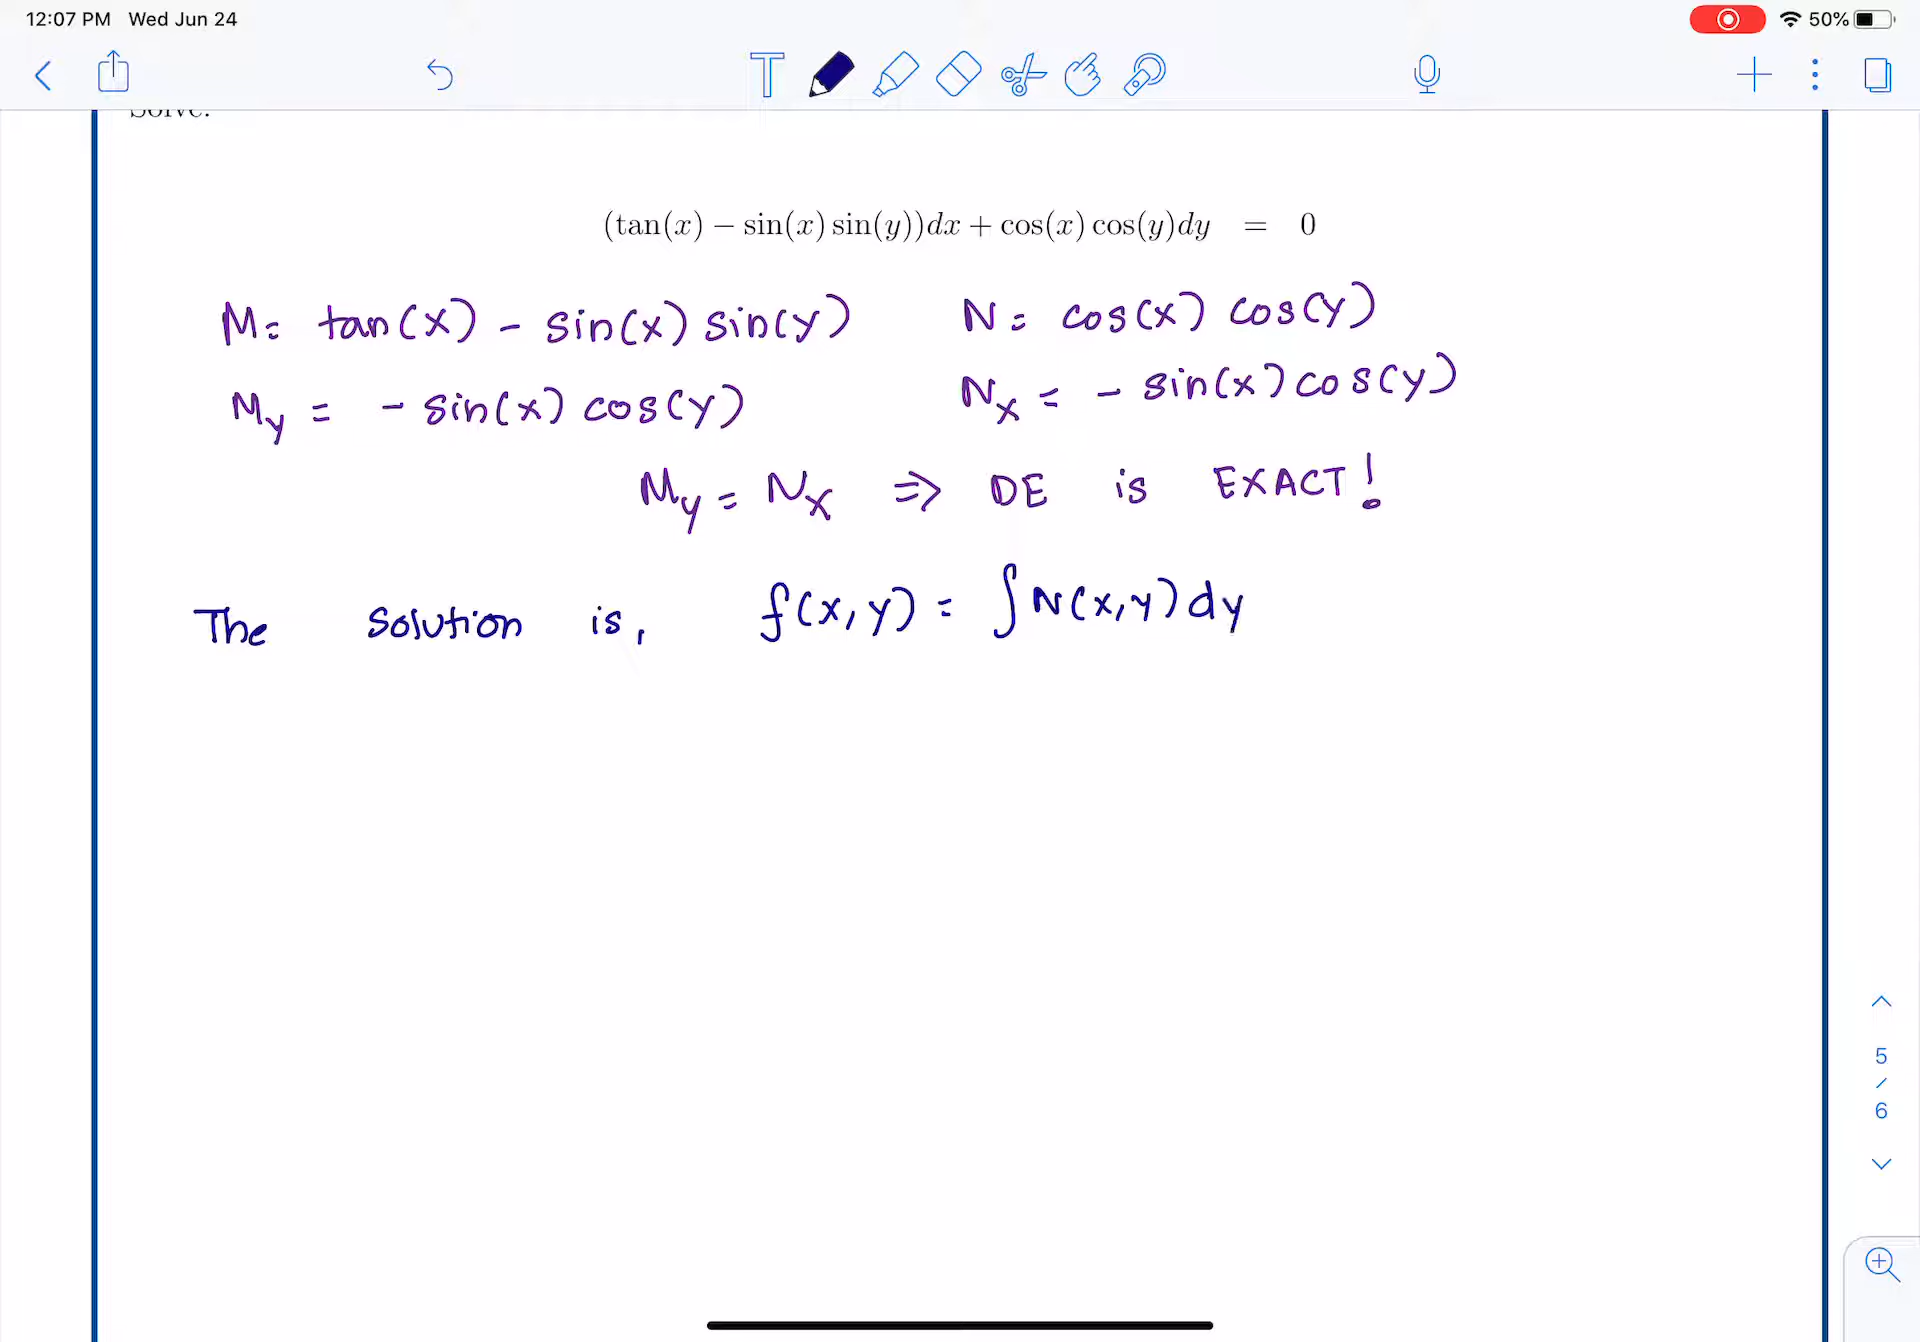 12:07 PM Wed Jun 24
50%
T
Solve:
(tan(x) − sin(x) sin(y))dx + cos(x) cos(y)dy = 0
M = tan(x) - sin(x) sin(y) N = cos(x) cos(y)
My = - sin(x) cos(y) Nx = - sin(x) cos(y)
My = Nx ⇒ DE is EXACT!
The solution is, f(x,y) = ∫N(x,y)dy
5
/
6